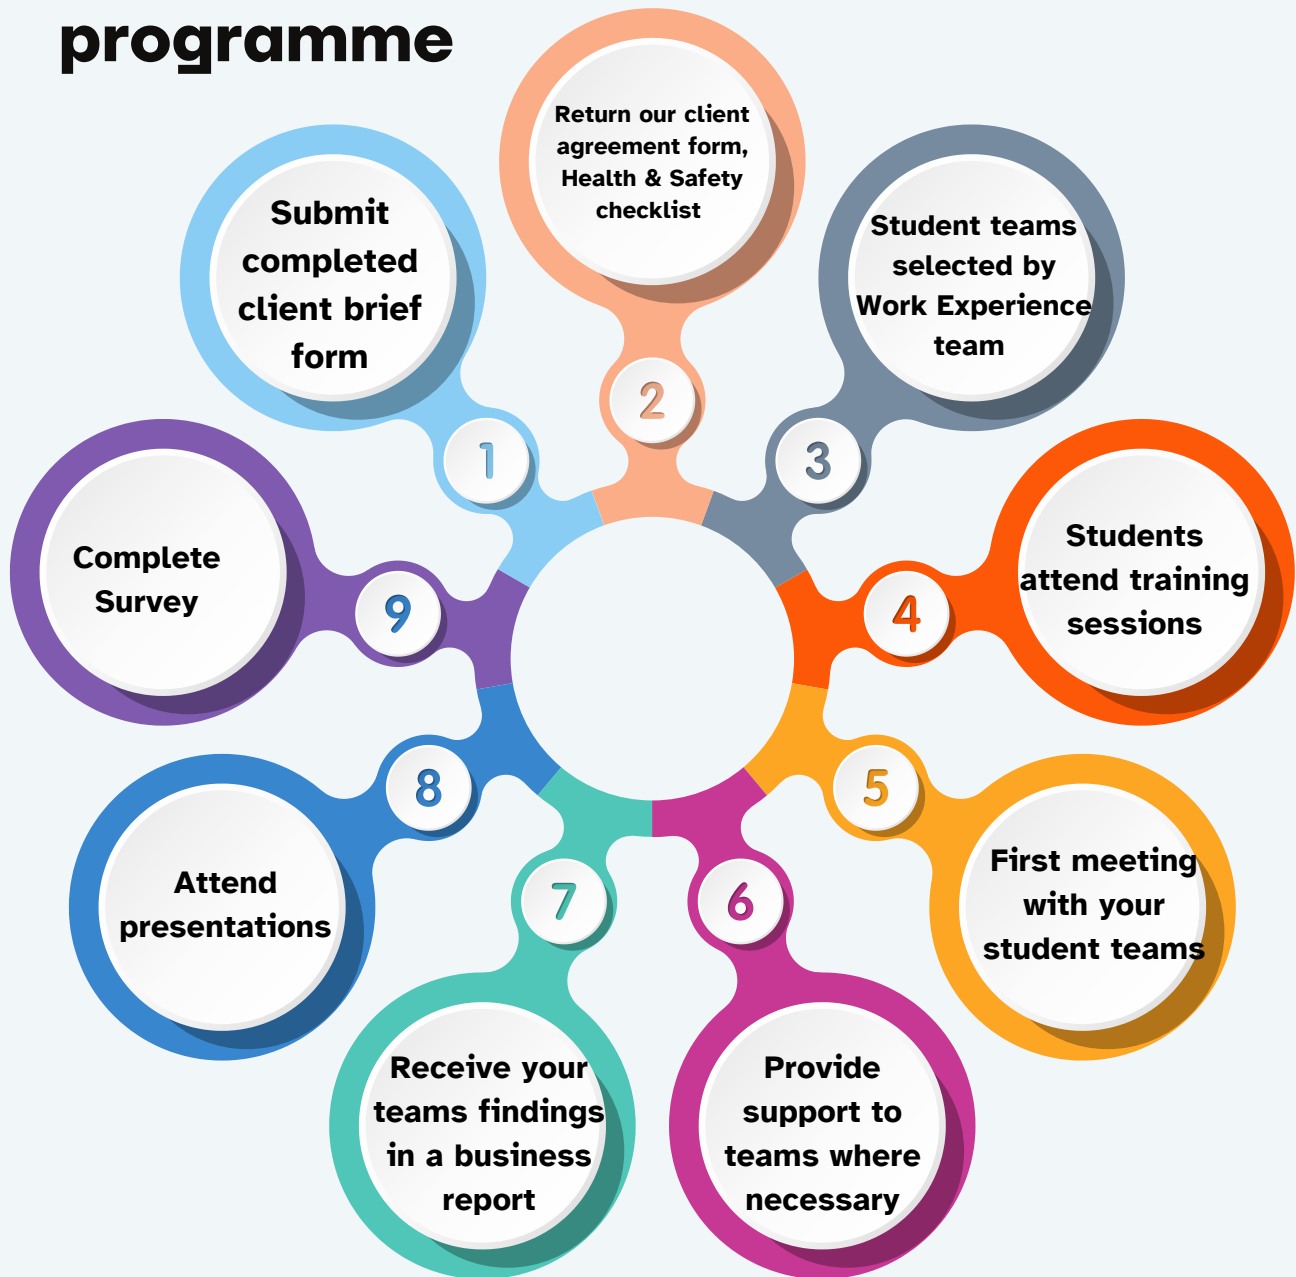 programme
Submit
completed
client brief
form
1
Return our client
agreement form,
Health & Safety
checklist
2
Student teams
selected by
Work Experience
team
3
Students
attend training
sessions
4
First meeting
with your
student teams
5
Provide
support to
teams where
necessary
6
Receive your
teams findings
in a business
report
7
Attend
presentations
8
Complete
Survey
9